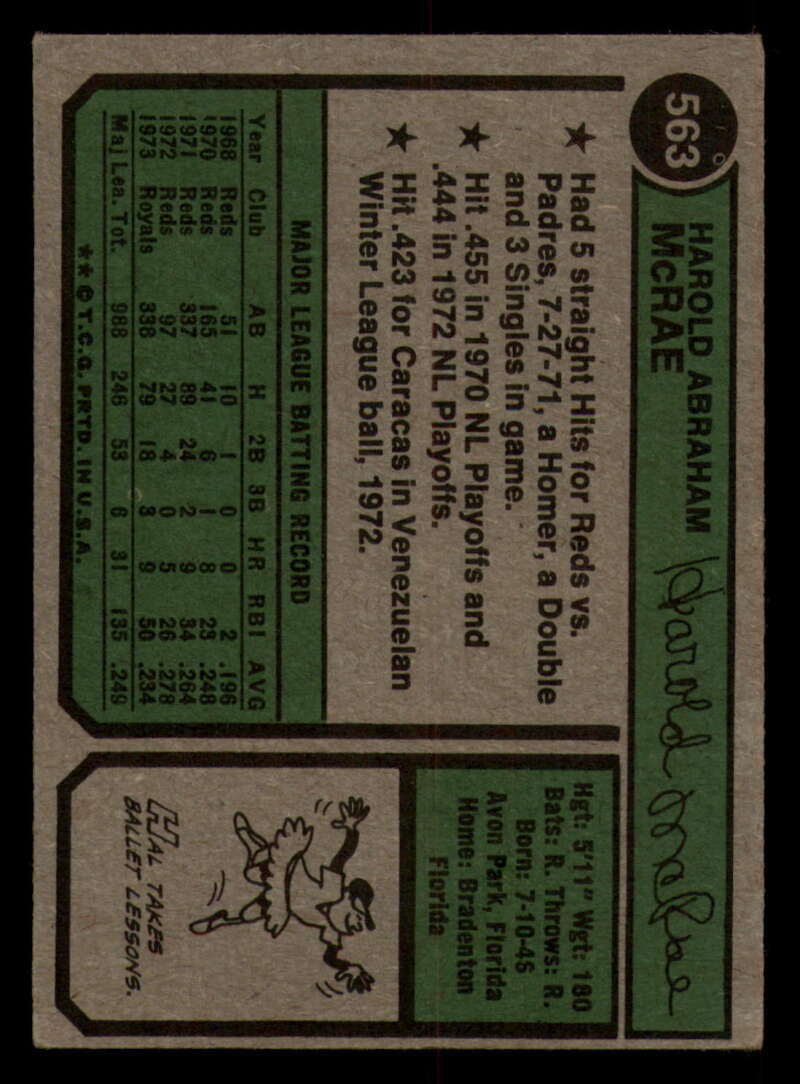 563
HAROLD ABRAHAM
McRAE
Harold McRae
★ Had 5 straight Hits for Reds vs.
Padres, 7-27-71, a Homer, a Double
and 3 Singles in game.
★ Hit .455 in 1970 NL Playoffs and
.444 in 1972 NL Playoffs.
★ Hit .423 for Caracas in Venezuelan
Winter League ball, 1972.
Hgt: 5'11" Wgt: 180
Bats: R. Throws: R.
Born: 7-10-46
Avon Park, Florida
Home: Bradenton
Florida
MAJOR LEAGUE BATTING RECORD
Year Club AB H 2B 3B HR RBI AVG
1968 Reds 51 10 1 0 0 2 .196
1970 Reds 165 41 6 1 8 23 .248
1971 Reds 337 89 24 2 9 34 .264
1972 Reds 97 27 4 0 5 26 .278
1973 Royals 338 79 18 3 9 50 .234
Maj Lea. Tot. 988 246 53 6 31 135 .249
**© T.C.G. PRTD. IN U.S.A.
HAL TAKES
BALLET LESSONS.